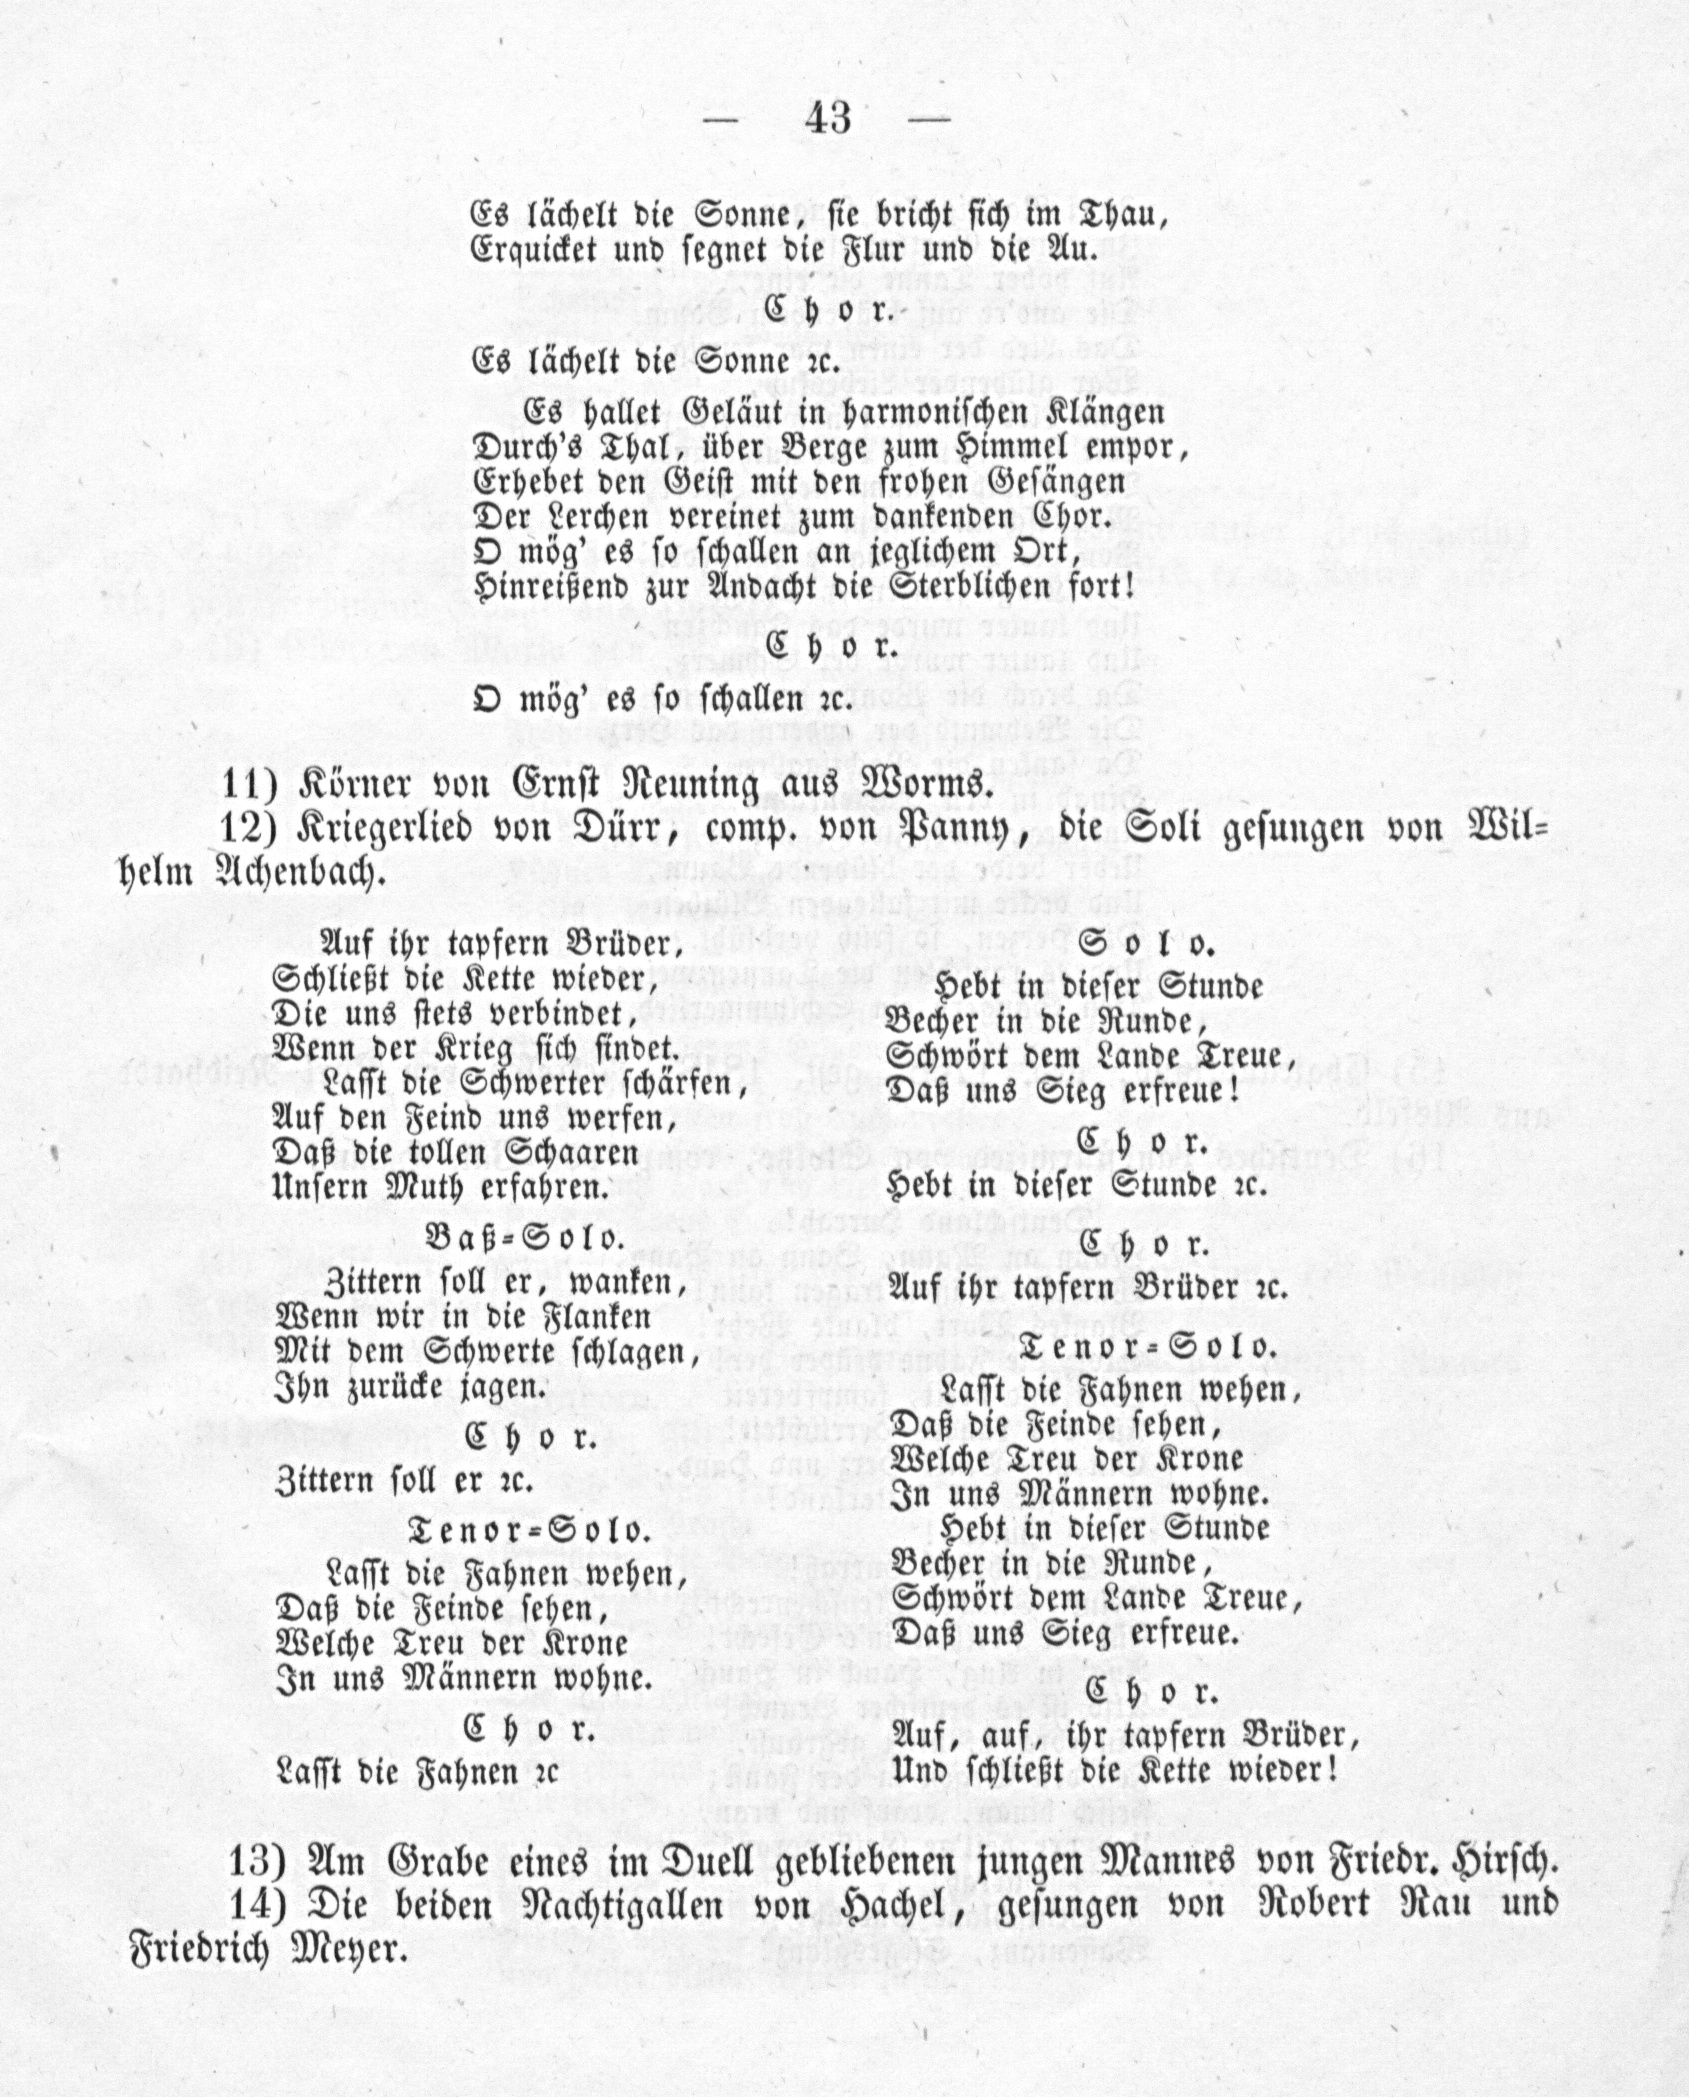 — 43 —
Es lächelt die Sonne, sie bricht sich im Thau,
Erquicket und segnet die Flur und die Au.
Chor.
Es lächelt die Sonne ꝛc.
Es hallet Geläut in harmonischen Klängen
Durch's Thal, über Berge zum Himmel empor,
Erhebet den Geist mit den frohen Gesängen
Der Lerchen vereinet zum dankenden Chor.
O mög' es so schallen an jeglichem Ort,
Hinreißend zur Andacht die Sterblichen fort!
Chor.
O mög' es so schallen ꝛc.
11) Körner von Ernst Neuning aus Worms.
12) Kriegerlied von Dürr, comp. von Panny, die Soli gesungen von Wil-
helm Achenbach.
Auf ihr tapfern Brüder,
Schließt die Kette wieder,
Die uns stets verbindet,
Wenn der Krieg sich findet.
Lasst die Schwerter schärfen,
Auf den Feind uns werfen,
Daß die tollen Schaaren
Unsern Muth erfahren.
Baß-Solo.
Zittern soll er, wanken,
Wenn wir in die Flanken
Mit dem Schwerte schlagen,
Ihn zurücke jagen.
Chor.
Zittern soll er ꝛc.
Tenor-Solo.
Lasst die Fahnen wehen,
Daß die Feinde sehen,
Welche Treu der Krone
In uns Männern wohne.
Chor.
Lasst die Fahnen ꝛc
Solo.
Hebt in dieser Stunde
Becher in die Runde,
Schwört dem Lande Treue,
Daß uns Sieg erfreue!
Chor.
Hebt in dieser Stunde ꝛc.
Chor.
Auf ihr tapfern Brüder ꝛc.
Tenor-Solo.
Lasst die Fahnen wehen,
Daß die Feinde sehen,
Welche Treu der Krone
In uns Männern wohne.
Hebt in dieser Stunde
Becher in die Runde,
Schwört dem Lande Treue,
Daß uns Sieg erfreue.
Chor.
Auf, auf, ihr tapfern Brüder,
Und schließt die Kette wieder!
13) Am Grabe eines im Duell gebliebenen jungen Mannes von Friedr. Hirsch.
14) Die beiden Nachtigallen von Hachel, gesungen von Robert Rau und
Friedrich Meyer.